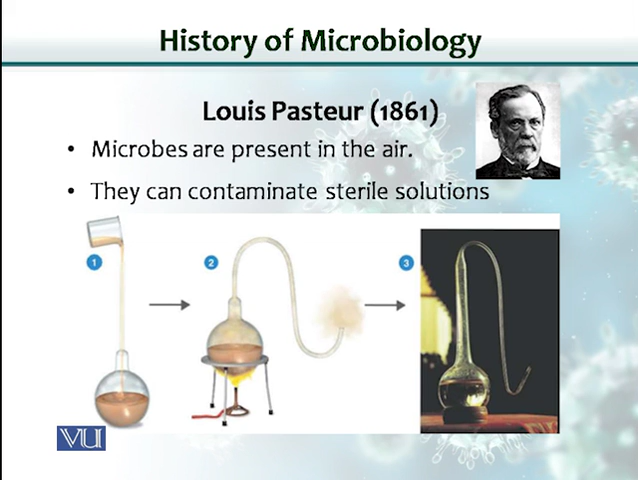 History of Microbiology
Louis Pasteur (1861)
• Microbes are present in the air.
• They can contaminate sterile solutions
1
2
3
VU